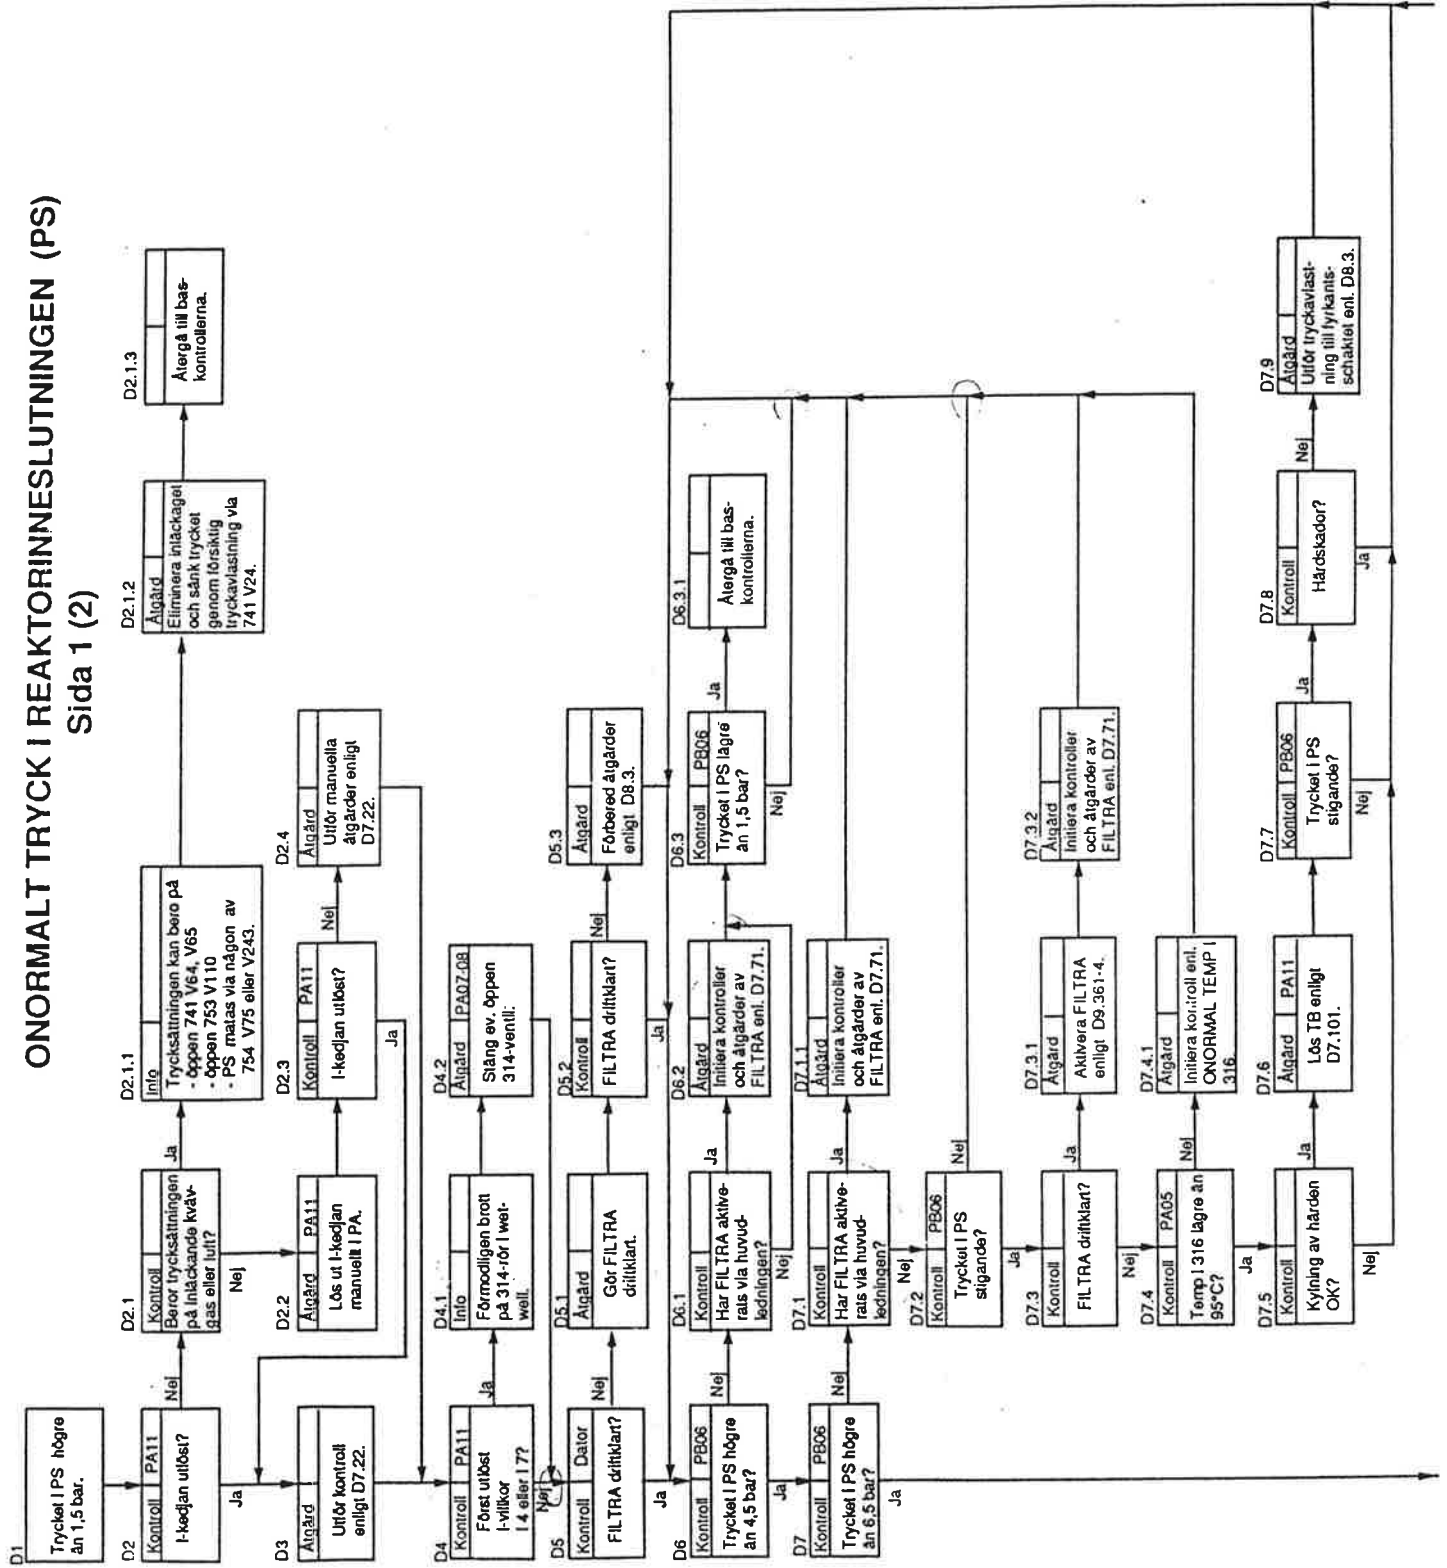 ONORMALT TRYCK I REAKTORINNESLUTNINGEN (PS)
Sida 1 (2)
D1
Trycket i PS högre
än 1,5 bar.
D2
Kontroll PA11
I-kedjan utlöst?
Nej
Ja
D2.1
Kontroll
Beror trycksättningen
på inläckande kväv-
gas eller luft?
Ja
Nej
D2.1.1
Info
Trycksättningen kan bero på
- öppen 741 V64, V65
- öppen 753 V110
- PS matas via någon av
754 V75 eller V243.
D2.1.2
Åtgärd
Eliminera inläckaget
och sänk trycket
genom försiktig
tryckavlastning via
741 V24.
D2.1.3
Återgå till bas-
kontrollerna.
D2.2
Åtgärd PA11
Lös ut I-kedjan
manuellt i PA.
D2.3
Kontroll PA11
I-kedjan utlöst?
Nej
Ja
D2.4
Åtgärd
Utför manuella
åtgärder enligt
D7.22.
D3
Åtgärd
Utför kontroll
enligt D7.22.
D4
Kontroll PA11
Först utlöst
I-villkor
I 4 eller I 7?
Ja
Nej
D4.1
Info
Förmodligen brott
på 314-rör i wet-
well.
D4.2
Åtgärd PA07-08
Stäng ev. öppen
314-ventil.
D5
Kontroll Dator
FILTRA driftklart?
Nej
Ja
D5.1
Åtgärd
Gör FILTRA
driftklart.
D5.2
Kontroll
FILTRA driftklart?
Nej
Ja
D5.3
Åtgärd
Förbered åtgärder
enligt D8.3.
D6
Kontroll PB06
Trycket i PS högre
än 4,5 bar?
Nej
Ja
D6.1
Kontroll
Har FILTRA aktive-
rats via huvud-
ledningen?
Ja
Nej
D6.2
Åtgärd
Initiera kontroller
och åtgärder av
FILTRA enl. D7.71.
D6.3
Kontroll PB06
Trycket i PS lägre
än 1,5 bar?
Ja
Nej
D6.3.1
Återgå till bas-
kontrollerna.
D7
Kontroll PB06
Trycket i PS högre
än 6,5 bar?
Nej
Ja
D7.1
Kontroll
Har FILTRA aktive-
rats via huvud-
ledningen?
Ja
Nej
D7.1.1
Åtgärd
Initiera kontroller
och åtgärder av
FILTRA enl. D7.71.
D7.2
Kontroll PB06
Trycket i PS
stigande?
Nej
Ja
D7.3
Kontroll
FILTRA driftklart?
Ja
Nej
D7.3.1
Åtgärd
Aktivera FILTRA
enligt D9.361-4.
D7.3.2
Åtgärd
Initiera kontroller
och åtgärder av
FILTRA enl. D7.71.
D7.4
Kontroll PA05
Temp i 316 lägre än
95°C?
Nej
Ja
D7.4.1
Åtgärd
Initiera kontroll enl.
ONORMAL TEMP I
316
D7.5
Kontroll
Kylning av härden
OK?
Ja
Nej
D7.6
Åtgärd PA11
Lös TB enligt
D7.101.
D7.7
Kontroll PB06
Trycket i PS
stigande?
Ja
Nej
D7.8
Kontroll
Härdskador?
Nej
Ja
D7.9
Åtgärd
Utför tryckavlast-
ning till fyrkants-
schaktet enl. D8.3.